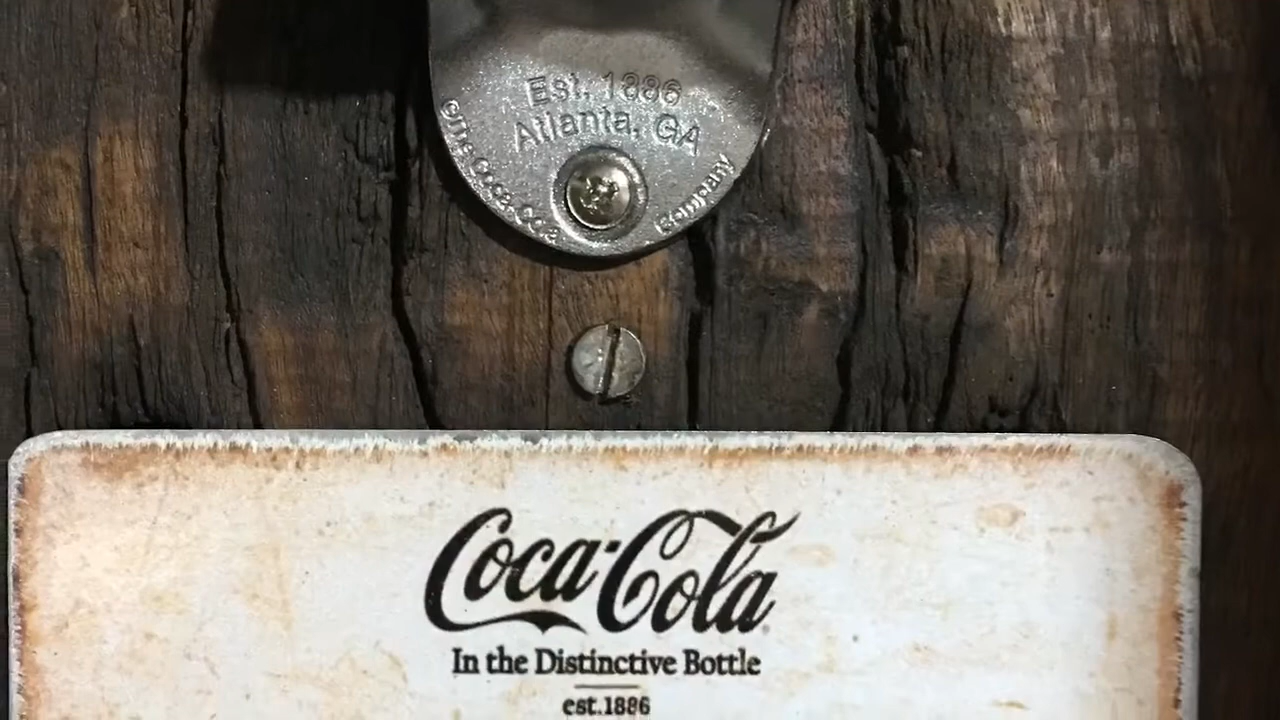 Est. 1886
Atlanta, GA
©The Coca-Cola Company
Coca-Cola
In the Distinctive Bottle
est.1886